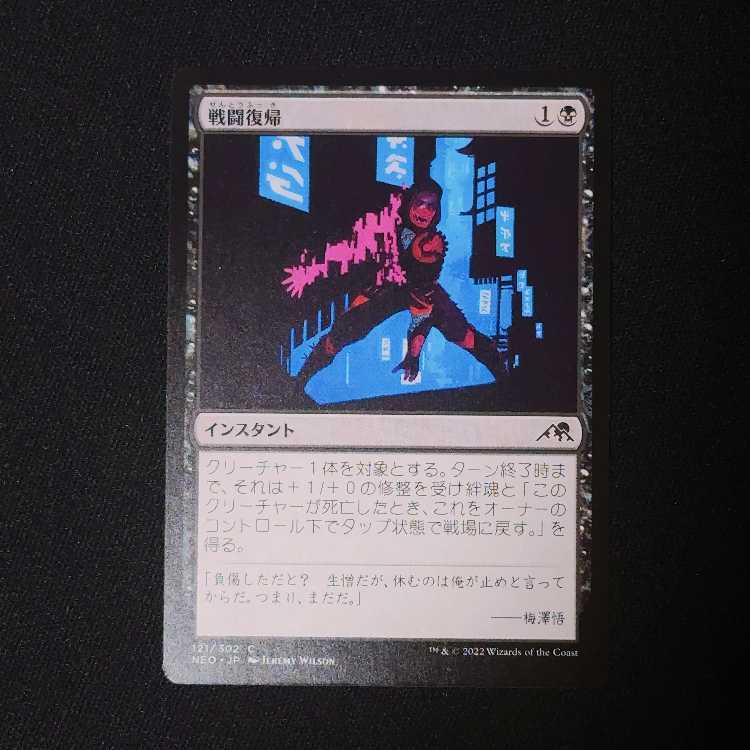 せんとうふっき
戦闘復帰 1
インスタント
クリーチャー1体を対象とする。ターン終了時ま
で、それは+1/+0の修整を受け絆魂と「この
クリーチャーが死亡したとき、これをオーナーの
コントロール下でタップ状態で戦場に戻す。」を
得る。
「負傷しただと? 生憎だが、休むのは俺が止めと言って
からだ。つまり、まだだ。」
──梅澤悟
121/302 C
NEO・JP JEREMY WILSON
™ & © 2022 Wizards of the Coast